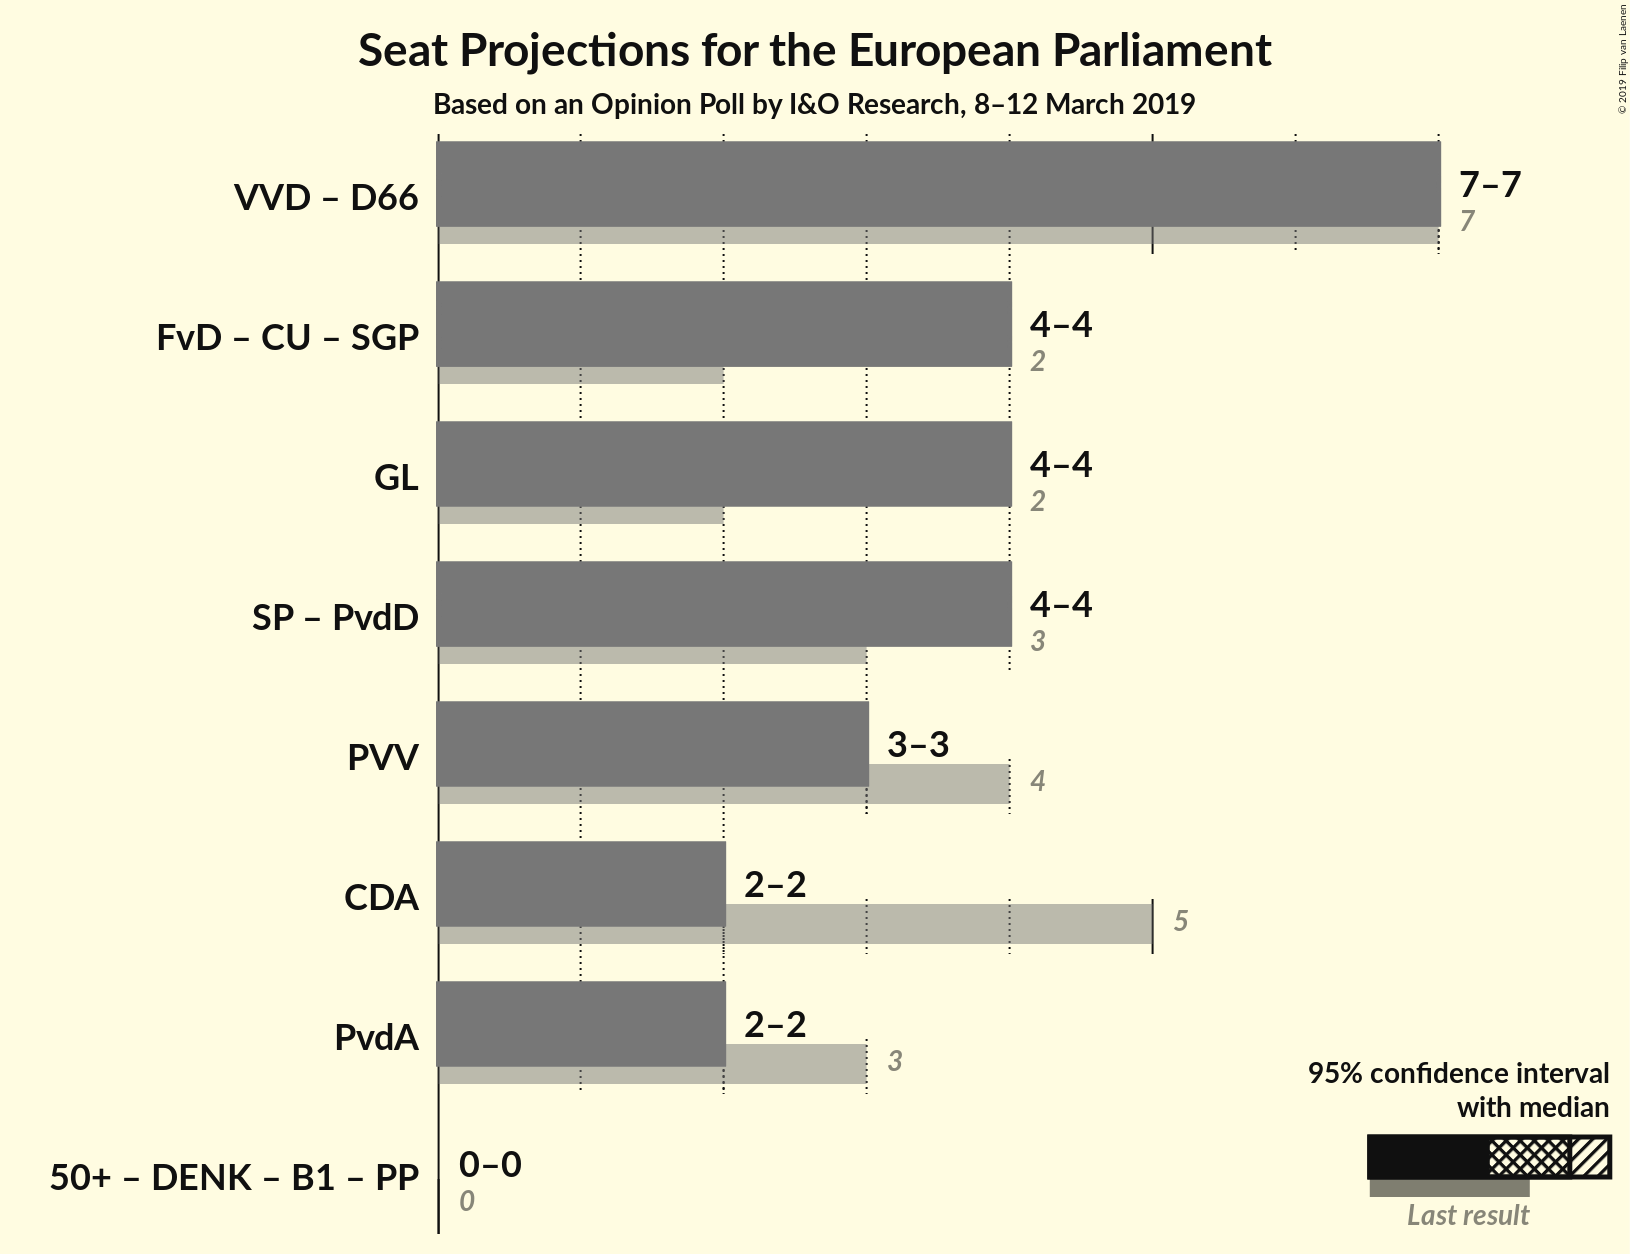 Seat Projections for the European Parliament
Based on an Opinion Poll by I&O Research, 8–12 March 2019
© 2019 Filip van Laenen
VVD – D66
7–7
7
FvD – CU – SGP
4–4
2
GL
4–4
2
SP – PvdD
4–4
3
PVV
3–3
4
CDA
2–2
5
PvdA
2–2
3
50+ – DENK – B1 – PP
0–0
0
95% confidence interval
with median
Last result